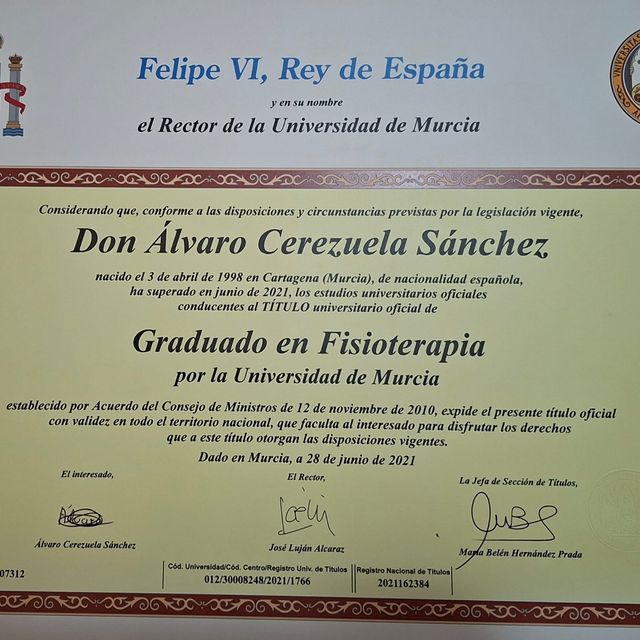 Felipe VI, Rey de España
y en su nombre
el Rector de la Universidad de Murcia
Considerando que, conforme a las disposiciones y circunstancias previstas por la legislación vigente,
Don Álvaro Cerezuela Sánchez
nacido el 3 de abril de 1998 en Cartagena (Murcia), de nacionalidad española,
ha superado en junio de 2021, los estudios universitarios oficiales
conducentes al TÍTULO universitario oficial de
Graduado en Fisioterapia
por la Universidad de Murcia
establecido por Acuerdo del Consejo de Ministros de 12 de noviembre de 2010, expide el presente título oficial
con validez en todo el territorio nacional, que faculta al interesado para disfrutar los derechos
que a este título otorgan las disposiciones vigentes.
Dado en Murcia, a 28 de junio de 2021
El interesado,
El Rector,
La Jefa de Sección de Títulos,
Álvaro Cerezuela Sánchez
José Luján Alcaraz
María Belén Hernández Prada
07312
Cód. Universidad/Cód. Centro/Registro Univ. de Títulos
012/30008248/2021/1766
Registro Nacional de Títulos
2021162384